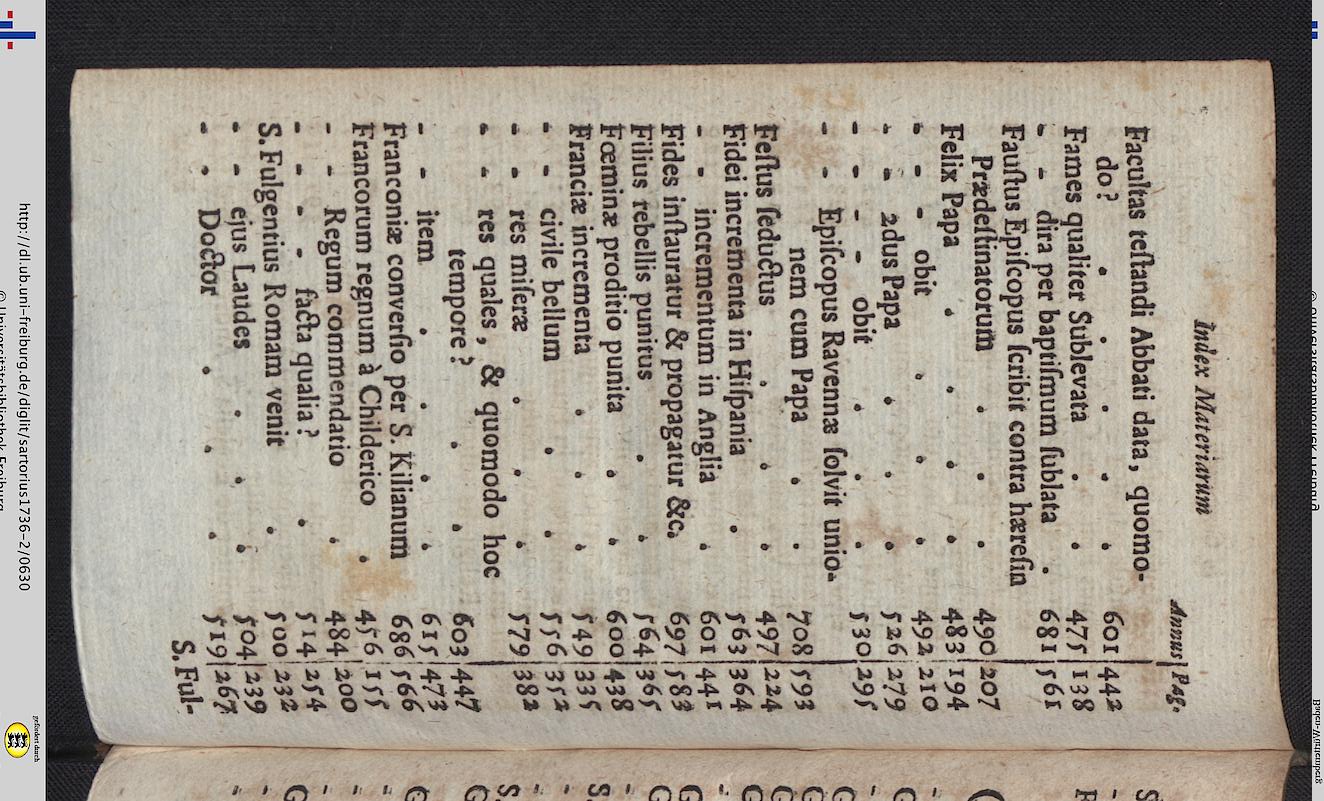 Index Materiarum
Annus | Pag.
Facultas teſtandi Abbati data, quomo-
do? . . . . . . 601 442
Fames qualiter Sublevata . . 475 138
- - dira per baptiſmum ſublata . 681 561
Fauſtus Epiſcopus ſcribit contra hæreſin
Prædeſtinatorum . . . 490 207
Felix Papa . . . . 483 194
- - - obit . . . 492 210
- - 2dus Papa . . . 526 279
- - - - obit . . . 530 295
- - Epiſcopus Ravennæ ſolvit unio-
nem cum Papa . . 708 593
Feſtus ſeductus . . . 497 224
Fidei incrementa in Hiſpania . 563 364
- - incrementum in Anglia . 601 441
Fides inſtauratur & propagatur &c. 697 583
Filius rebellis punitus . . 564 365
Fœminæ proditio punita . . 600 438
Franciæ incrementa . . . 549 335
- - civile bellum . . 556 352
- - res miſeræ . . . 579 382
- - res quales, & quomodo hoc
tempore? . . 603 447
- - item . . . . 615 473
Franconiæ converſio per S. Kilianum 686 566
Francorum regnum à Childerico . 456 155
- - Regum commendatio . 484 200
- - - - facta qualia? . 514 254
S. Fulgentius Romam venit . 500 232
- - ejus Laudes . . . 504 239
- - Doctor . . . 519 267
S. Ful-
http://dl.ub.uni-freiburg.de/diglit/sartorius1736-2/0630
© Universitätsbibliothek Freiburg
gefördert durch